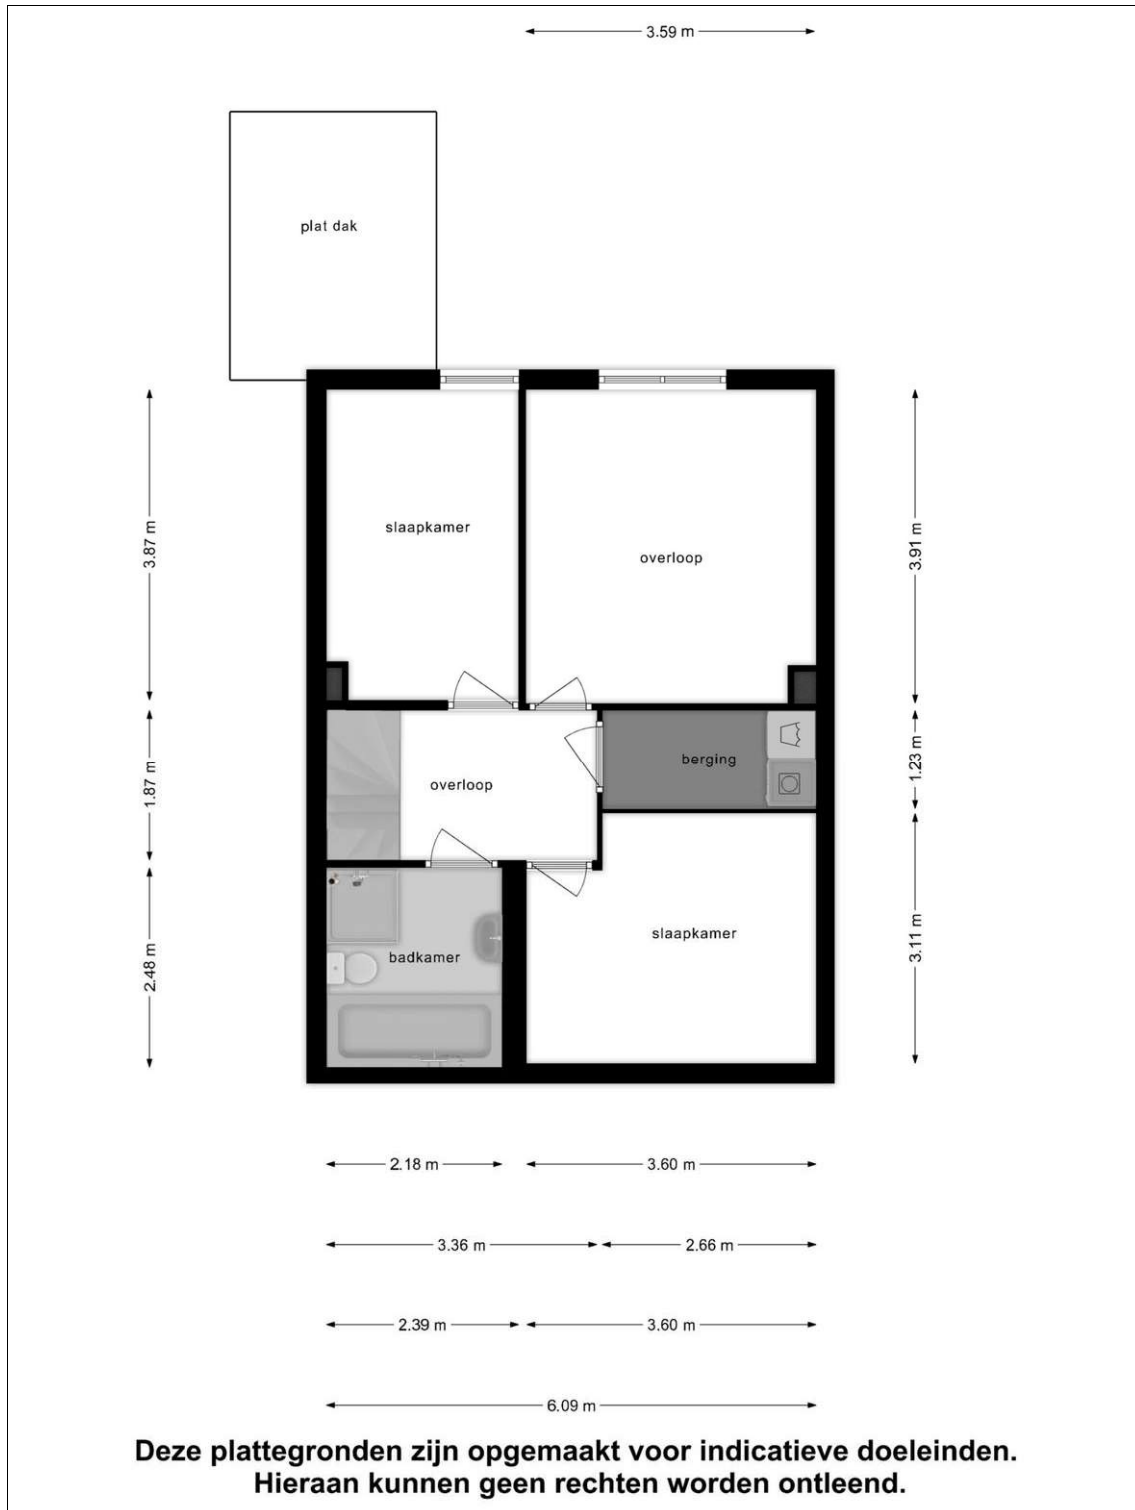 3.59 m
plat dak
slaapkamer
overloop
3.87 m
3.91 m
berging
overloop
1.87 m
1.23 m
slaapkamer
badkamer
2.48 m
3.11 m
2.18 m
3.60 m
3.36 m
2.66 m
2.39 m
3.60 m
6.09 m
Deze plattegronden zijn opgemaakt voor indicatieve doeleinden.
Hieraan kunnen geen rechten worden ontleend.